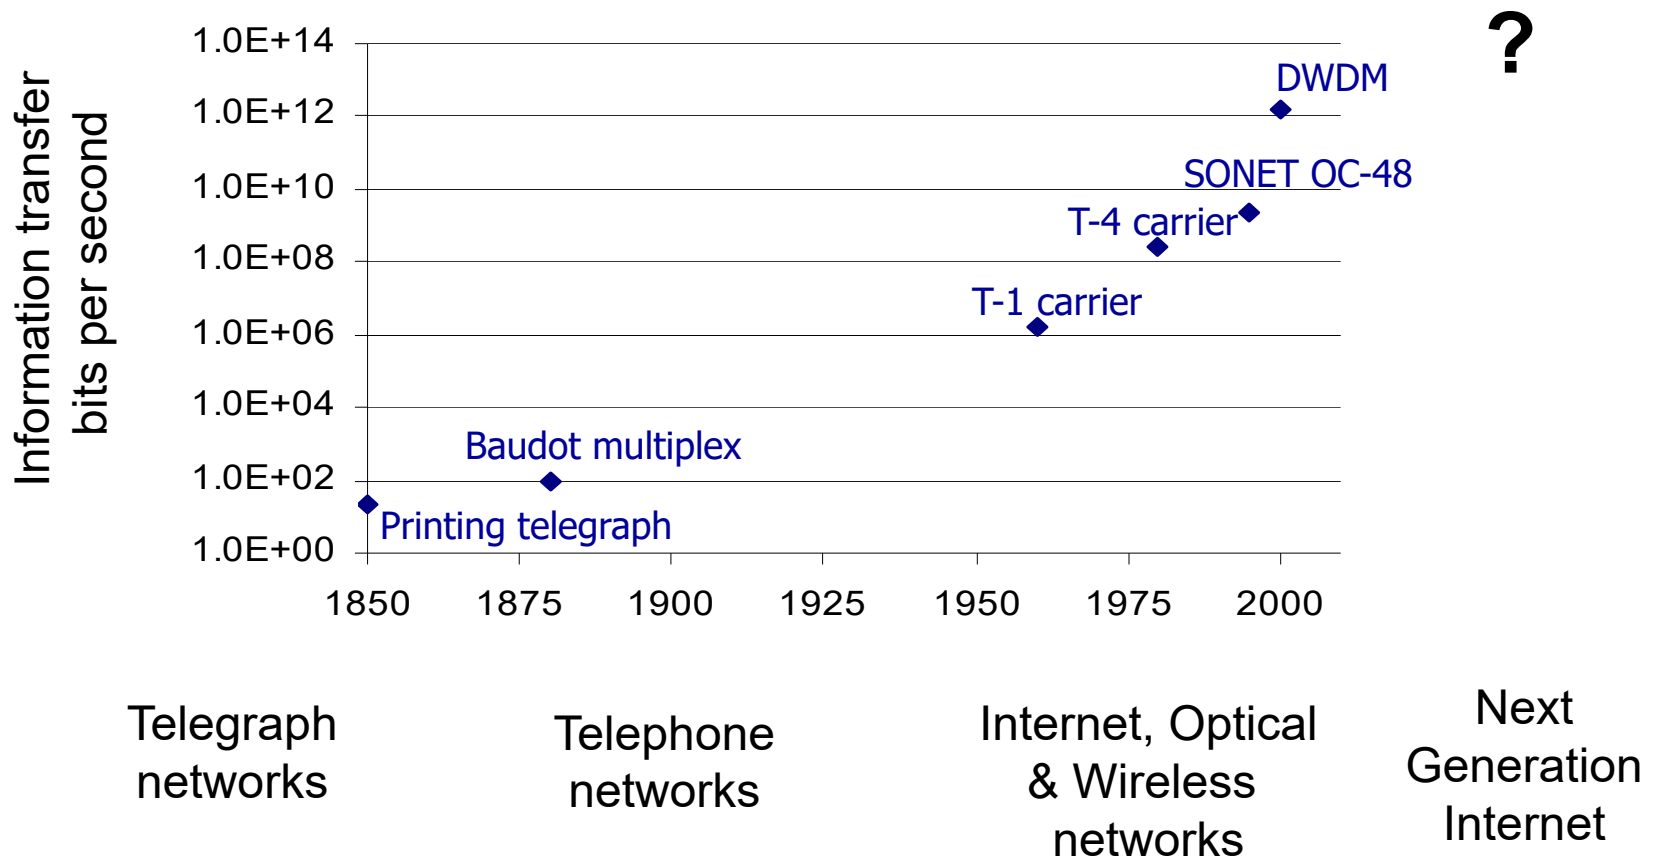 ?
Information transfer
bits per second
1.0E+14
1.0E+12
1.0E+10
1.0E+08
1.0E+06
1.0E+04
1.0E+02
1.0E+00
DWDM
SONET OC-48
T-4 carrier
T-1 carrier
Baudot multiplex
Printing telegraph
1850 1875 1900 1925 1950 1975 2000
Telegraph
networks
Telephone
networks
Internet, Optical
& Wireless
networks
Next
Generation
Internet